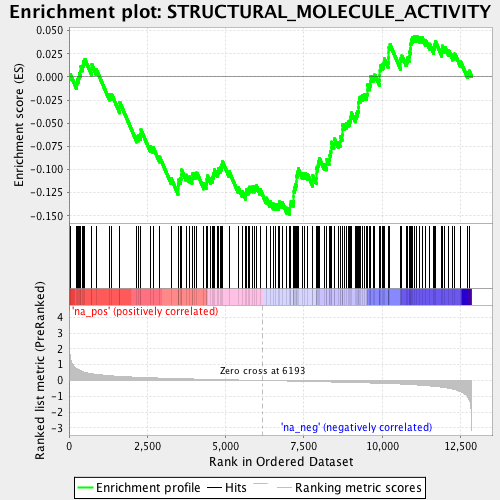 Enrichment plot: STRUCTURAL_MOLECULE_ACTIVITY
Enrichment score (ES)
0.050
0.025
0.000
-0.025
-0.050
-0.075
-0.100
-0.125
-0.150
'na_pos' (positively correlated)
Ranked list metric (PreRanked)
4
3
2
1
0
-1
-2
-3
Zero cross at 6193
'na_neg' (negatively correlated)
0
2,500
5,000
7,500
10,000
12,500
Rank in Ordered Dataset
Enrichment profile
Hits
Ranking metric scores